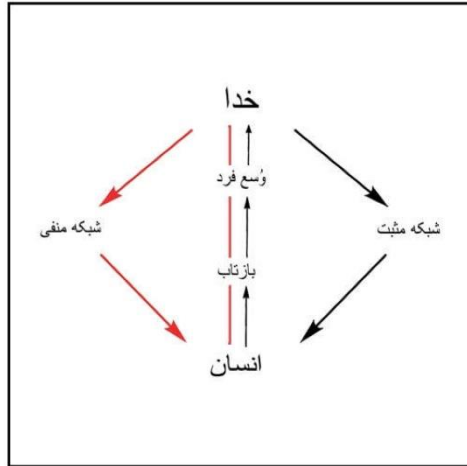 خدا
وُسع فرد
شبکه مثبت
شبکه منفی
بازتاب
انسان